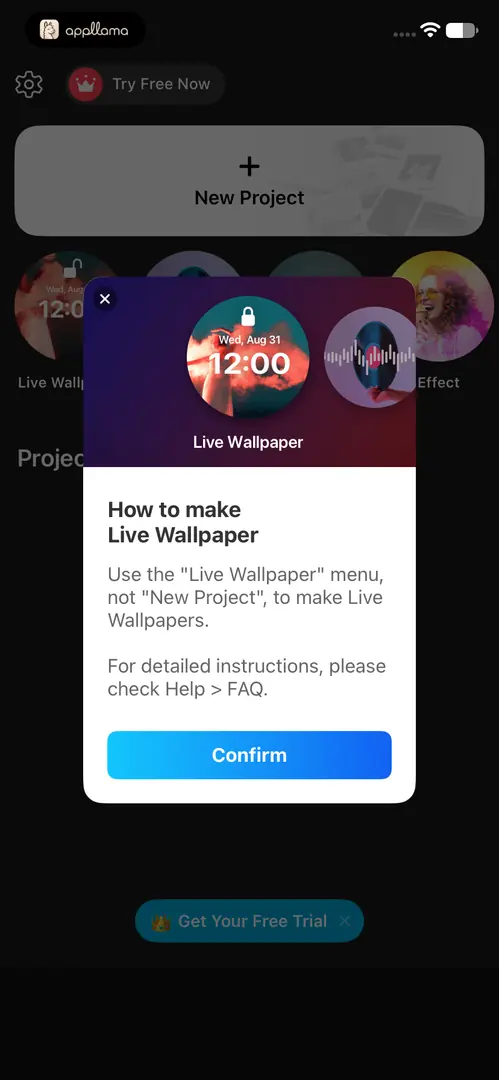 appllama
Try Free Now
New Project
Wed, Aug
12:0
Live Wallp
Effect
Projec
Wed, Aug 31
12:00
Live Wallpaper
How to make
Live Wallpaper
Use the "Live Wallpaper" menu,
not "New Project", to make Live
Wallpapers.
For detailed instructions, please
check Help > FAQ.
Confirm
Get Your Free Trial